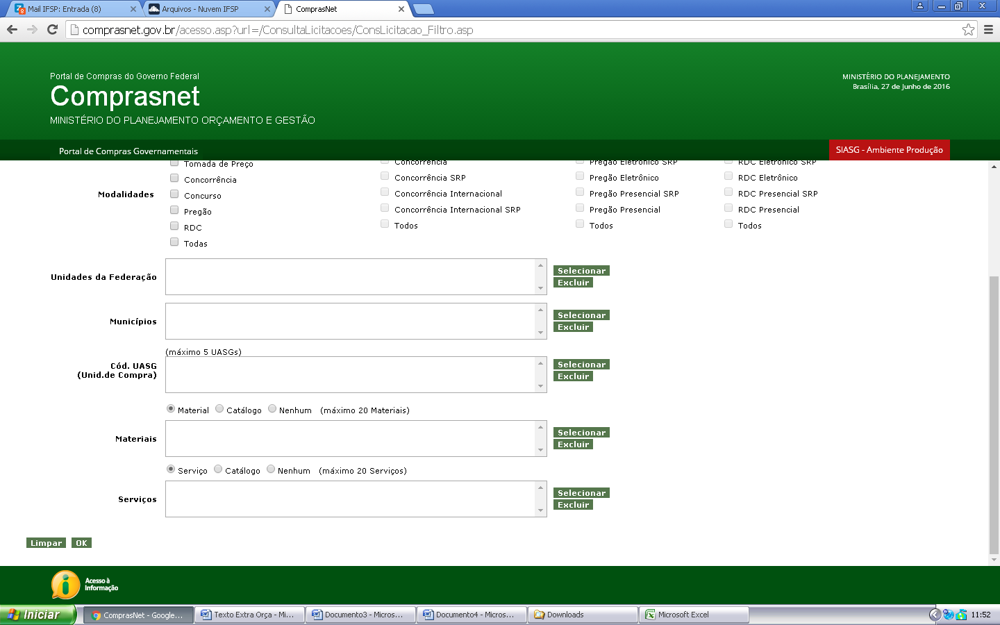 Mail IFSP: Entrada (8)
Arquivos - Nuvem IFSP
ComprasNet
comprasnet.gov.br/acesso.asp?url=/ConsultaLicitacoes/ConsLicitacao_Filtro.asp
Portal de Compras do Governo Federal
Comprasnet
MINISTÉRIO DO PLANEJAMENTO ORÇAMENTO E GESTÃO
MINISTÉRIO DO PLANEJAMENTO
Brasília, 27 de Junho de 2016
Portal de Compras Governamentais
SIASG - Ambiente Produção
Modalidades
Tomada de Preço
Concorrência
Concurso
Pregão
RDC
Todas
Concorrência
Concorrência SRP
Concorrência Internacional
Concorrência Internacional SRP
Todos
Pregão Eletrônico SRP
Pregão Eletrônico
Pregão Presencial SRP
Pregão Presencial
Todos
RDC Eletrônico SRP
RDC Eletrônico
RDC Presencial SRP
RDC Presencial
Todos
Unidades da Federação
Selecionar
Excluir
Municípios
Selecionar
Excluir
(máximo 5 UASGs)
Cód. UASG
(Unid.de Compra)
Selecionar
Excluir
Material Catálogo Nenhum (máximo 20 Materiais)
Materiais
Selecionar
Excluir
Serviço Catálogo Nenhum (máximo 20 Serviços)
Serviços
Selecionar
Excluir
Limpar OK
Acesso à
Informação
Iniciar
ComprasNet - Google...
Texto Extra Orça - Mi...
Documento3 - Micros...
Documento4 - Micros...
Downloads
Microsoft Excel
11:52